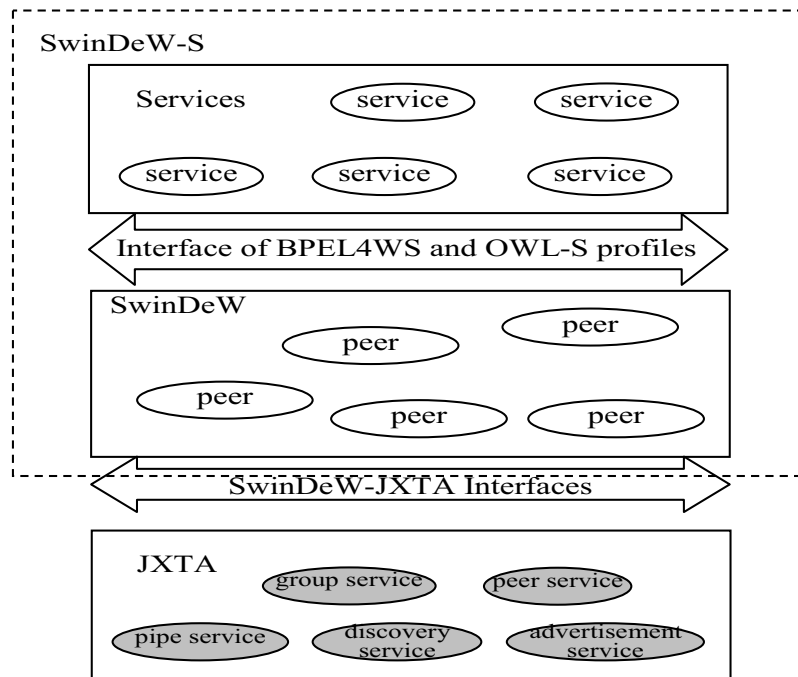 SwinDeW-S
Services
service
service
service
service
service
Interface of BPEL4WS and OWL-S profiles
SwinDeW
peer
peer
peer
peer
peer
SwinDeW-JXTA Interfaces
JXTA
group service
peer service
pipe service
discovery
service
advertisement
service